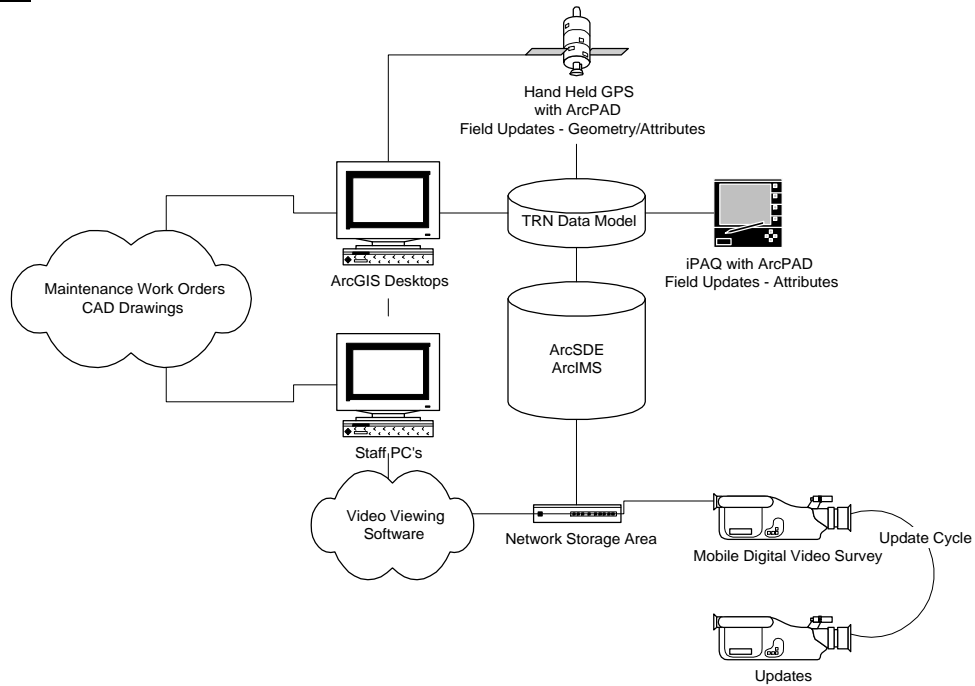 Hand Held GPS
with ArcPAD
Field Updates - Geometry/Attributes
TRN Data Model
iPAQ with ArcPAD
Field Updates - Attributes
ArcGIS Desktops
Maintenance Work Orders
CAD Drawings
ArcSDE
ArcIMS
Staff PC's
Video Viewing
Software
Network Storage Area
Mobile Digital Video Survey
Update Cycle
Updates